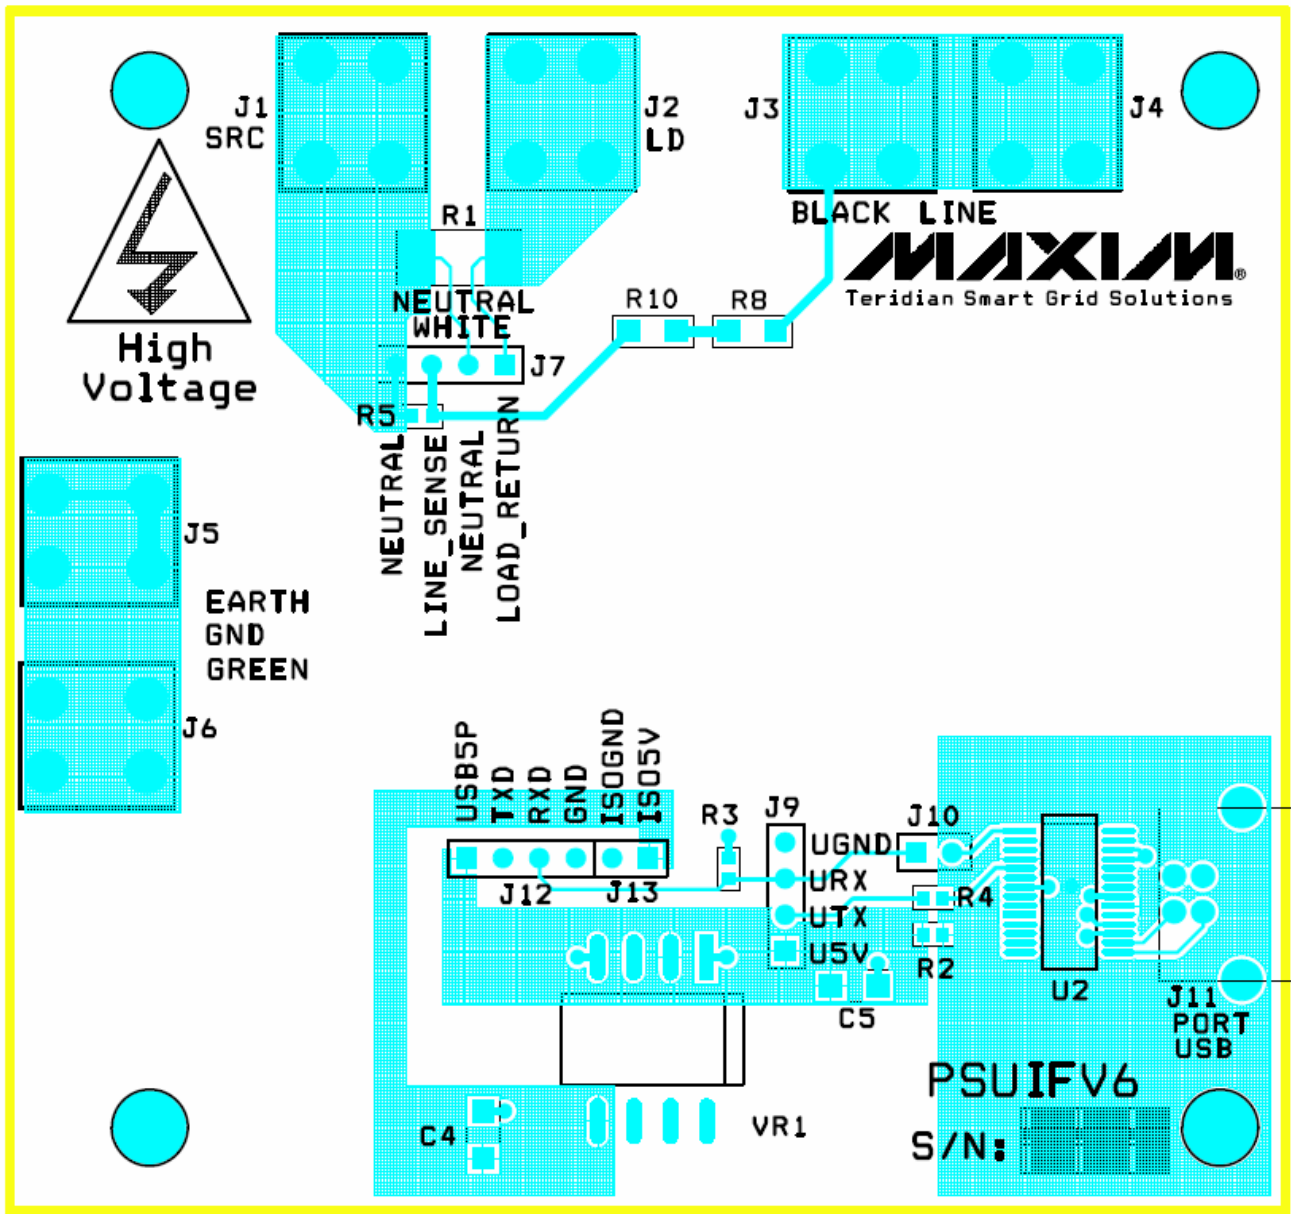 J1
SRC
J2
LD
J3
J4
BLACK LINE
MAXIM®
Teridian Smart Grid Solutions
R1
NEUTRAL
WHITE
R10
R8
High
Voltage
J7
R5
NEUTRAL
LINE_SENSE
NEUTRAL
LOAD_RETURN
J5
EARTH
GND
GREEN
J6
USB5P
TXD
RXD
GND
ISOGND
ISO5V
J12
J13
R3
J9
UGND
URX
UTX
U5V
J10
R4
R2
C5
U2
J11
PORT
USB
PSUIFV6
S/N:
C4
VR1